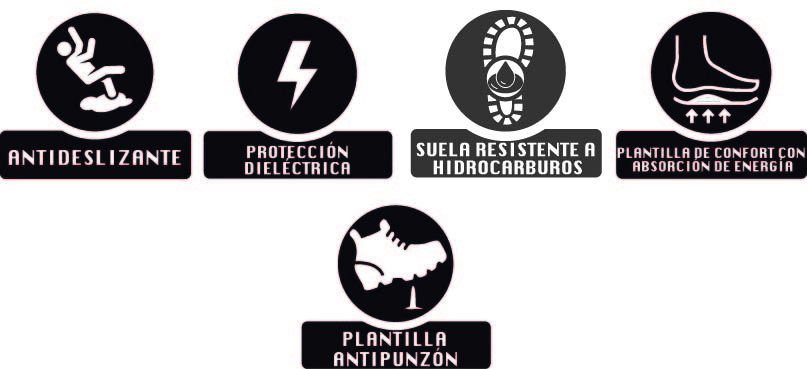 ANTIDESLIZANTE
PROTECCIÓN
DIELÉCTRICA
SUELA RESISTENTE A
HIDROCARBUROS
PLANTILLA DE CONFORT CON
ABSORCIÓN DE ENERGÍA
PLANTILLA
ANTIPUNZÓN